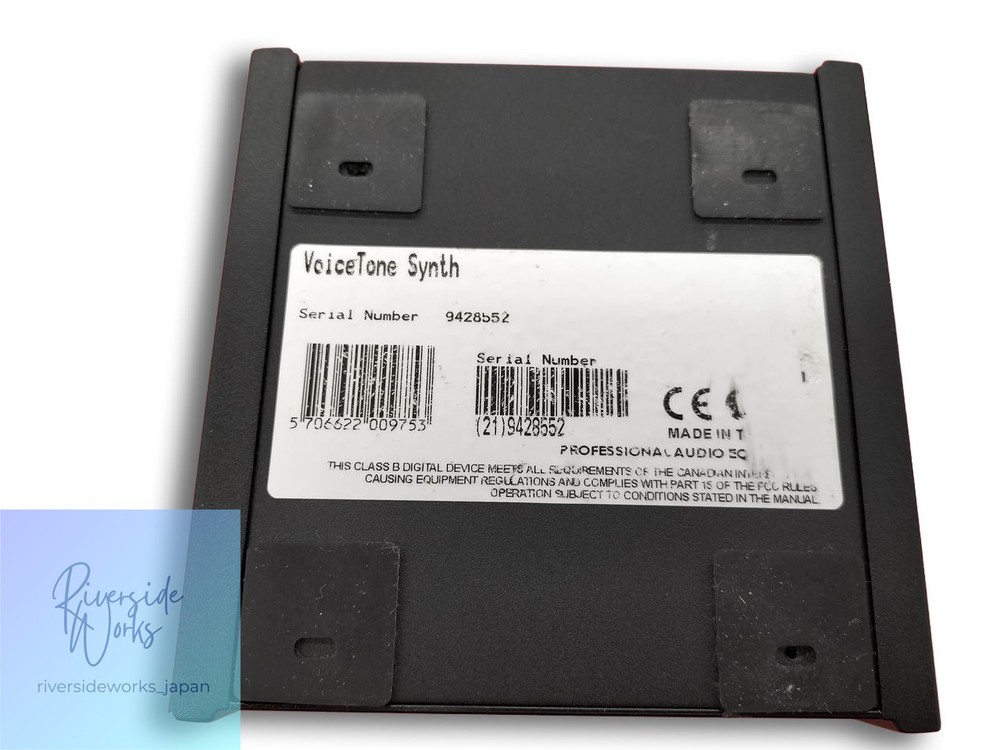 VoiceTone Synth
Serial Number 9428552
Serial Number
5 706622 009753
(21)9428552
CE
MADE IN T
PROFESSIONAL AUDIO EQ
THIS CLASS B DIGITAL DEVICE MEETS ALL REQUIREMENTS OF THE CANADIAN
CAUSING EQUIPMENT REGULATIONS AND COMPLIES WITH PART 15 OF THE FCC RULES
OPERATION SUBJECT TO CONDITIONS STATED IN THE MANUAL
Riverside
Works
riversideworks_japan